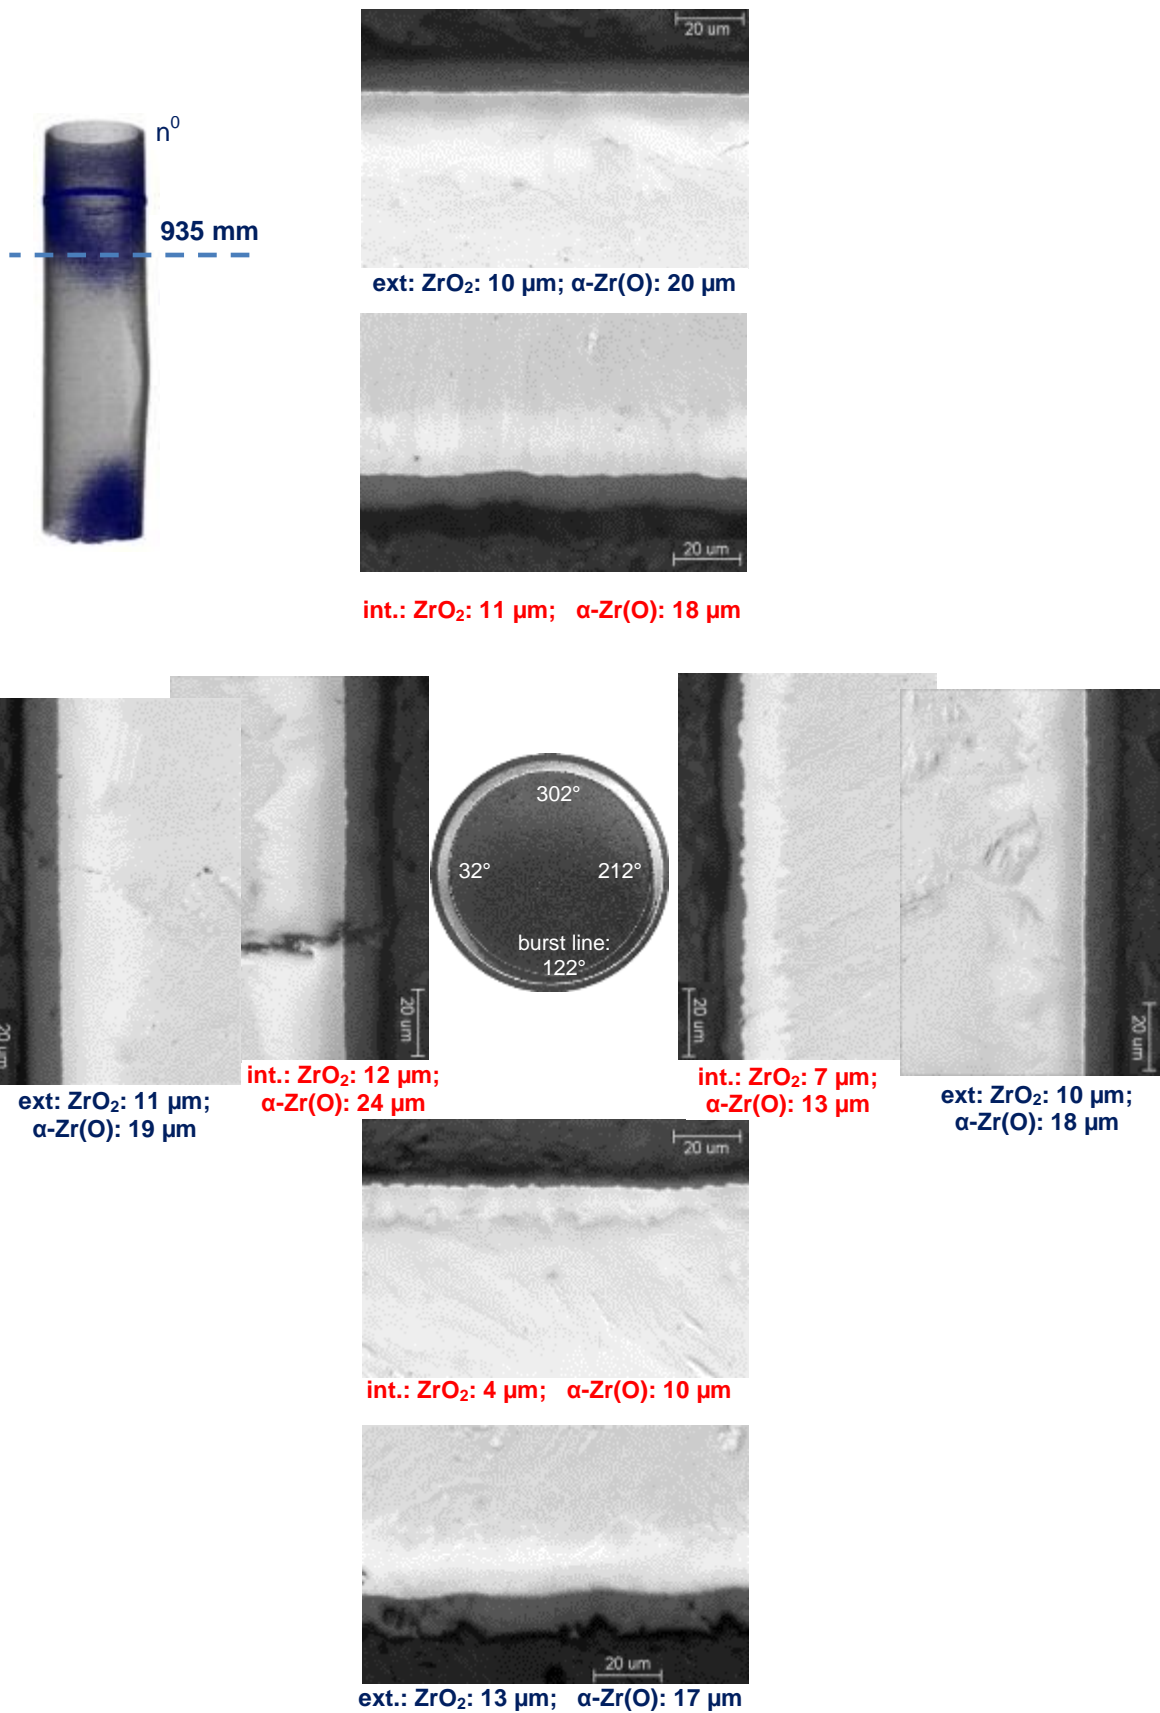 20 um
n⁰
935 mm
ext: ZrO₂: 10 µm; α-Zr(O): 20 µm
20 um
int.: ZrO₂: 11 µm; α-Zr(O): 18 µm
302°
32°
212°
burst line:
122°
20 um
20 um
20 um
20 um
int.: ZrO₂: 12 µm;
α-Zr(O): 24 µm
int.: ZrO₂: 7 µm;
α-Zr(O): 13 µm
ext: ZrO₂: 11 µm;
α-Zr(O): 19 µm
ext: ZrO₂: 10 µm;
α-Zr(O): 18 µm
20 um
int.: ZrO₂: 4 µm; α-Zr(O): 10 µm
20 um
ext.: ZrO₂: 13 µm; α-Zr(O): 17 µm